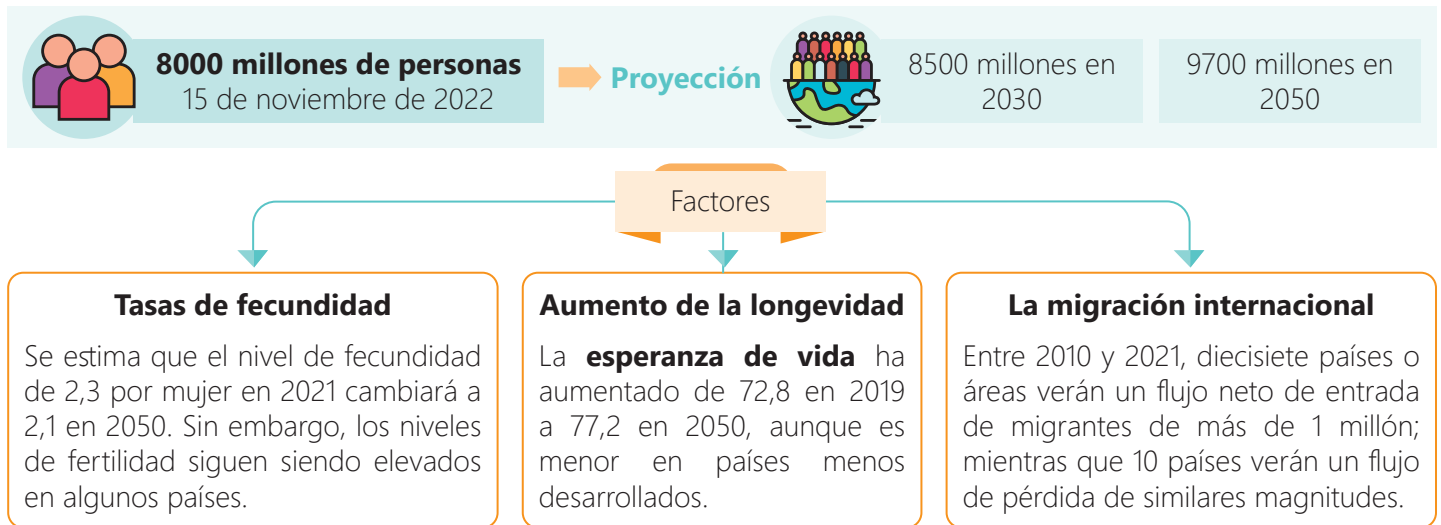 8000 millones de personas
15 de noviembre de 2022
Proyección
8500 millones en
2030
9700 millones en
2050
Factores
Tasas de fecundidad
Se estima que el nivel de fecundidad
de 2,3 por mujer en 2021 cambiará a
2,1 en 2050. Sin embargo, los niveles
de fertilidad siguen siendo elevados
en algunos países.
Aumento de la longevidad
La esperanza de vida ha
aumentado de 72,8 en 2019
a 77,2 en 2050, aunque es
menor en países menos
desarrollados.
La migración internacional
Entre 2010 y 2021, diecisiete países o
áreas verán un flujo neto de entrada
de migrantes de más de 1 millón;
mientras que 10 países verán un flujo
de pérdida de similares magnitudes.